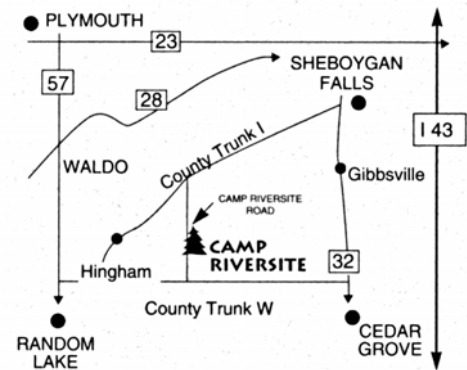 PLYMOUTH
23
57
SHEBOYGAN
FALLS
28
I 43
County Trunk I
WALDO
Gibbsville
CAMP RIVERSITE
ROAD
CAMP
RIVERSITE
Hingham
32
County Trunk W
RANDOM
LAKE
CEDAR
GROVE